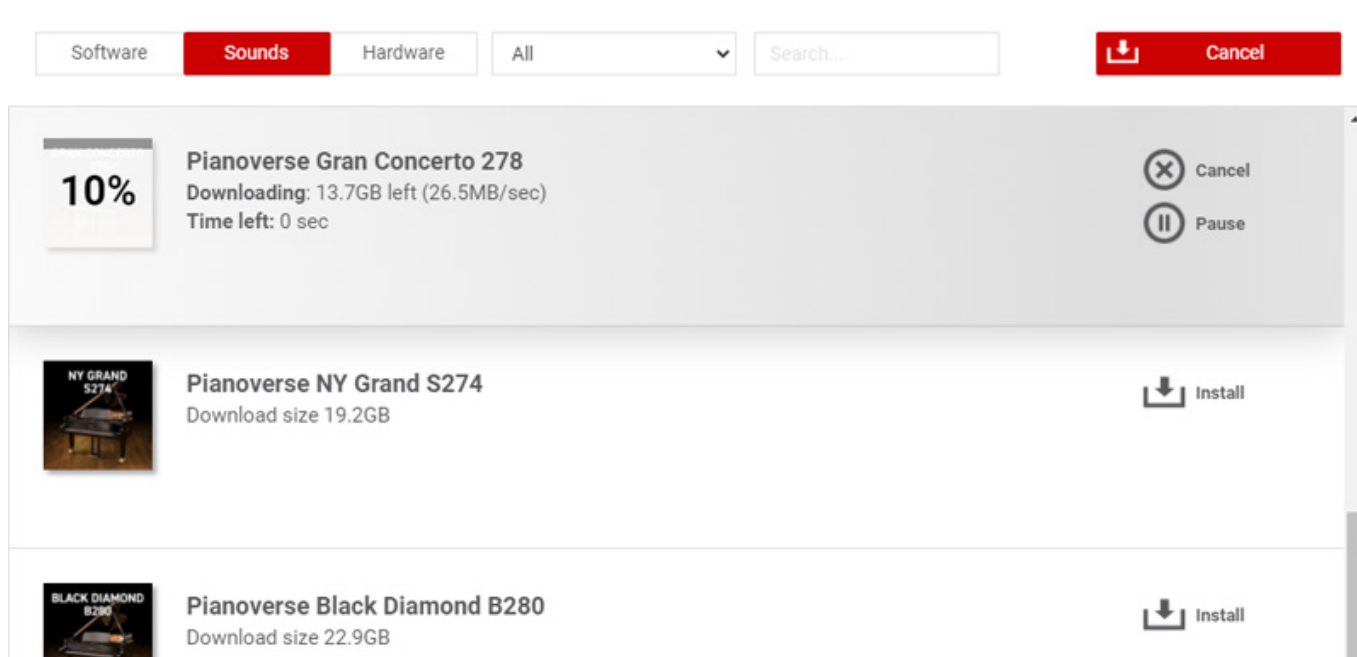 Software
Sounds
Hardware
All
Search...
Cancel
10%
Pianoverse Gran Concerto 278
Downloading: 13.7GB left (26.5MB/sec)
Time left: 0 sec
Cancel
Pause
NY GRAND
S274
Pianoverse NY Grand S274
Download size 19.2GB
Install
BLACK DIAMOND
B280
Pianoverse Black Diamond B280
Download size 22.9GB
Install